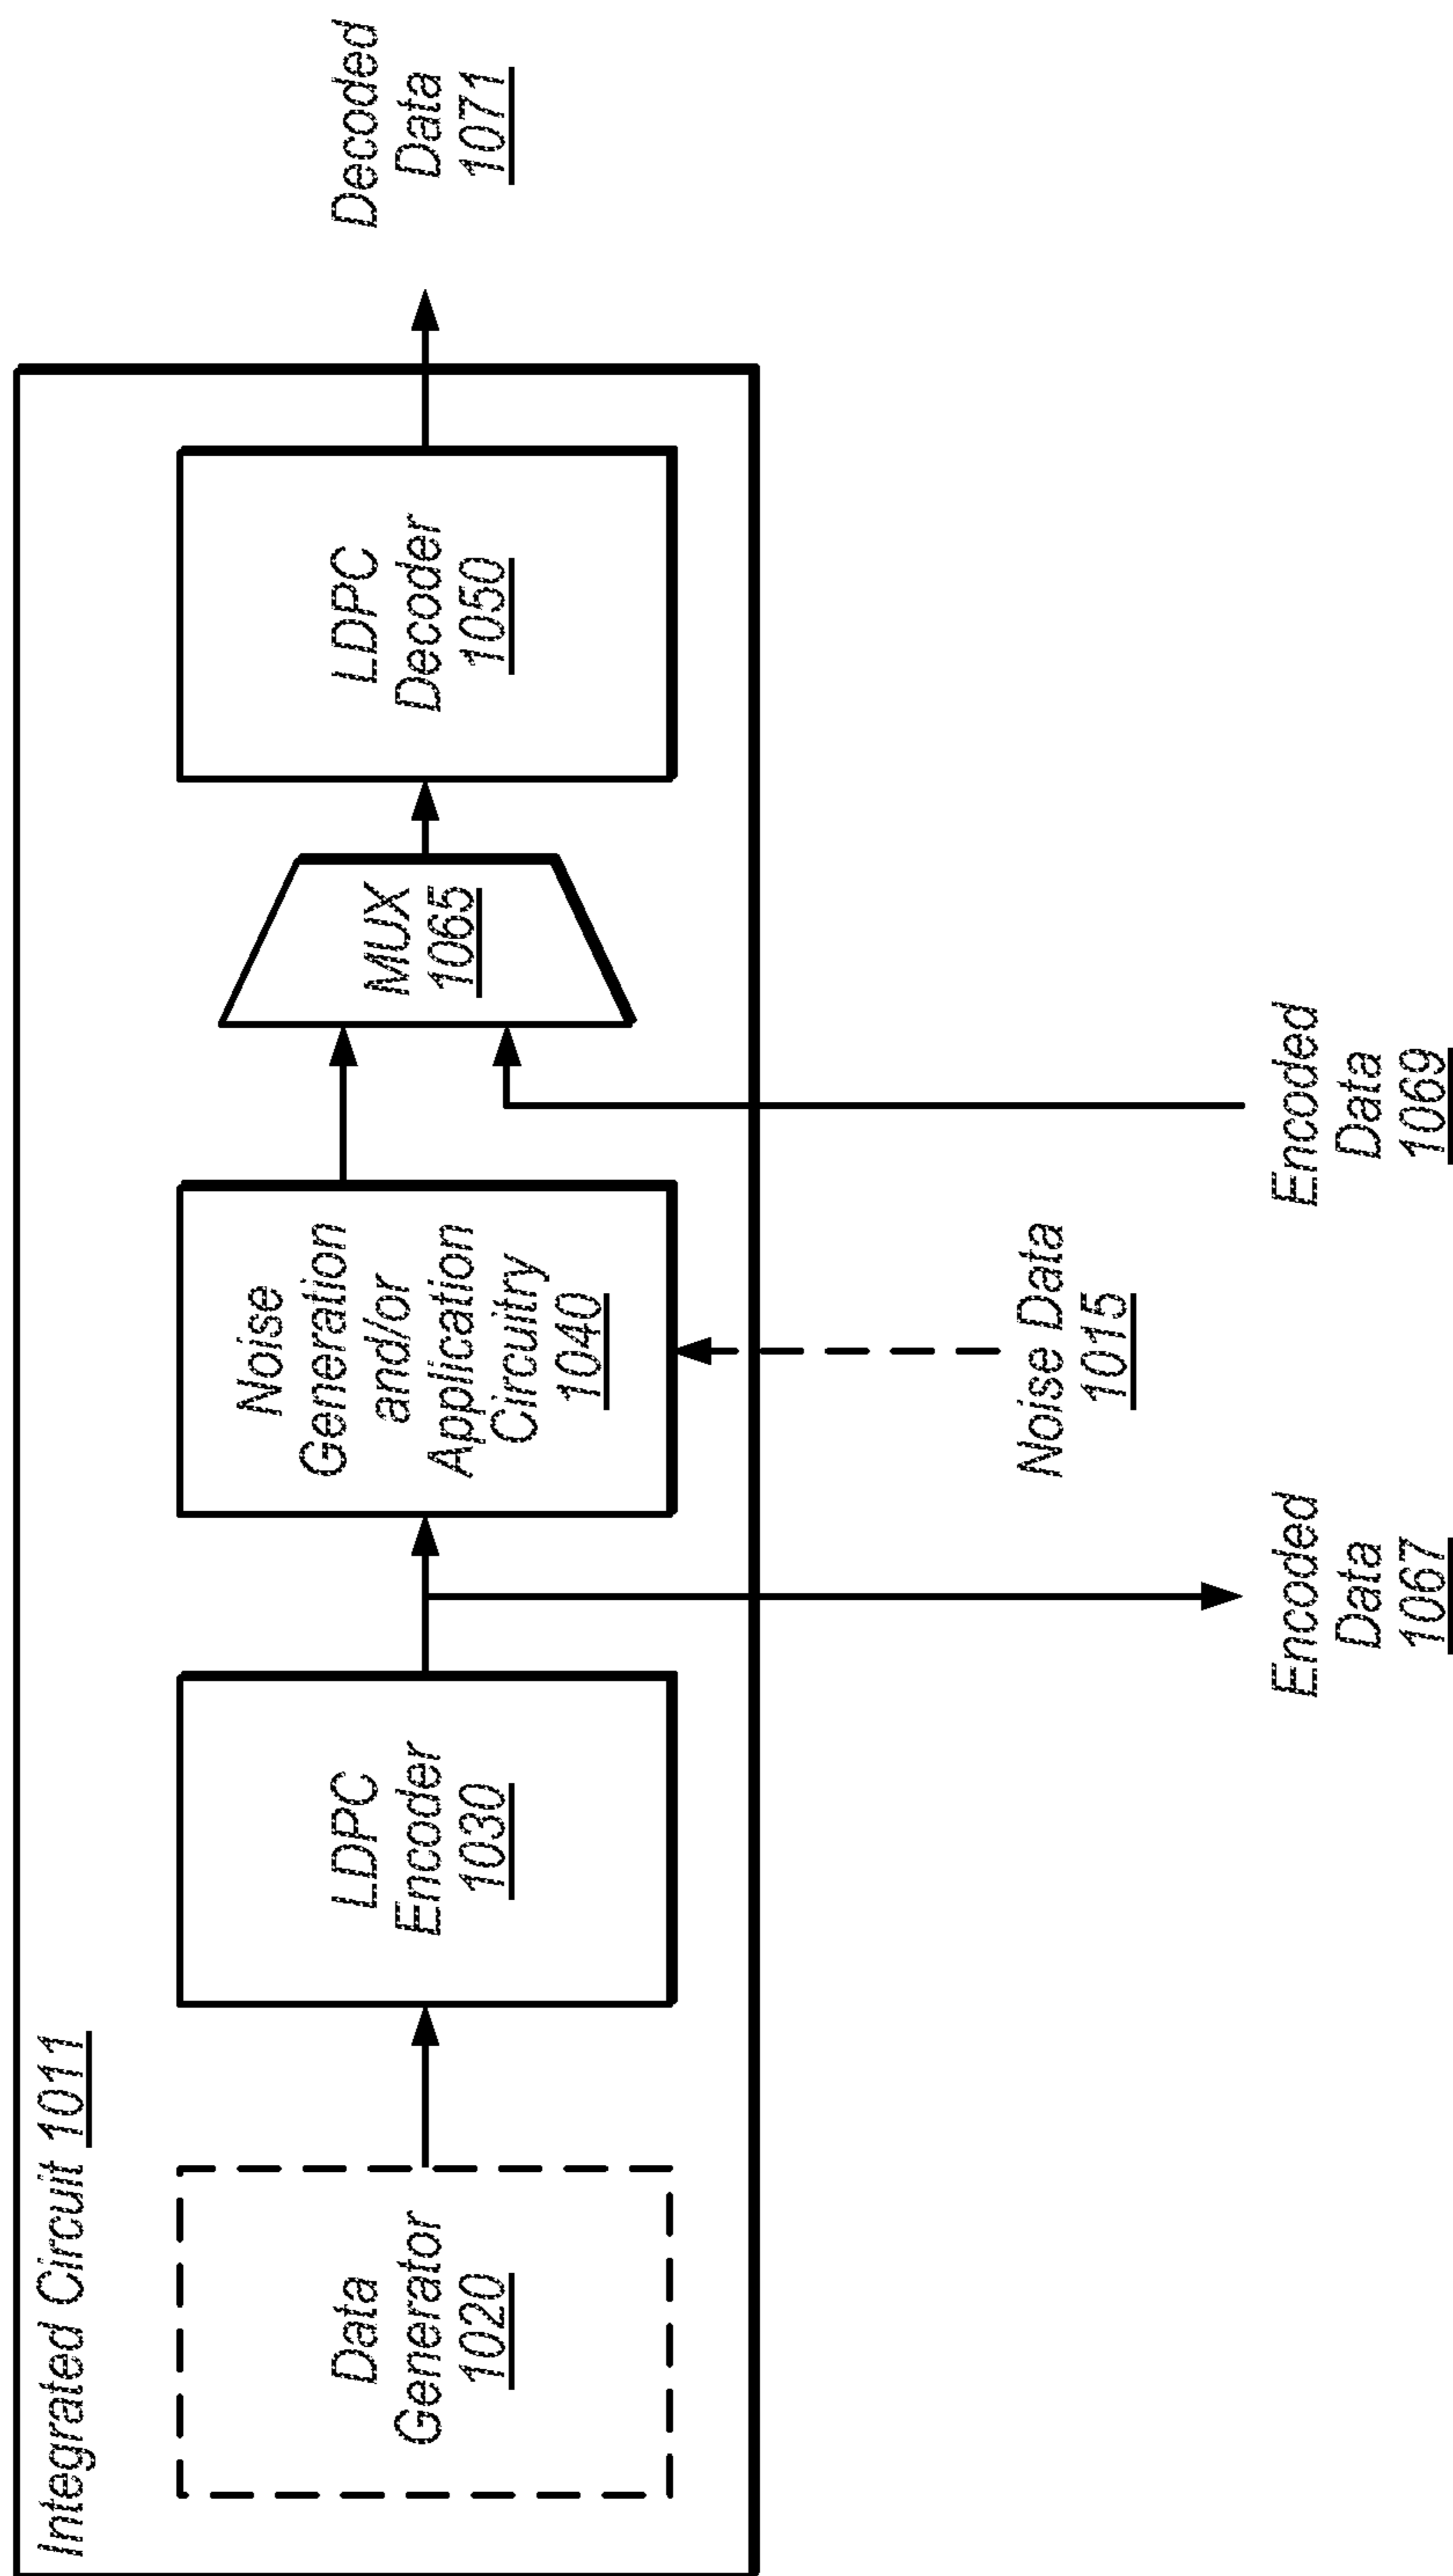 Integrated Circuit 1011
Data
Generator
1020
LDPC
Encoder
1030
Noise
Generation
and/or
Application
Circuitry
1040
MUX
1065
LDPC
Decoder
1050
Decoded
Data
1071
Encoded
Data
1067
Noise Data
1015
Encoded
Data
1069